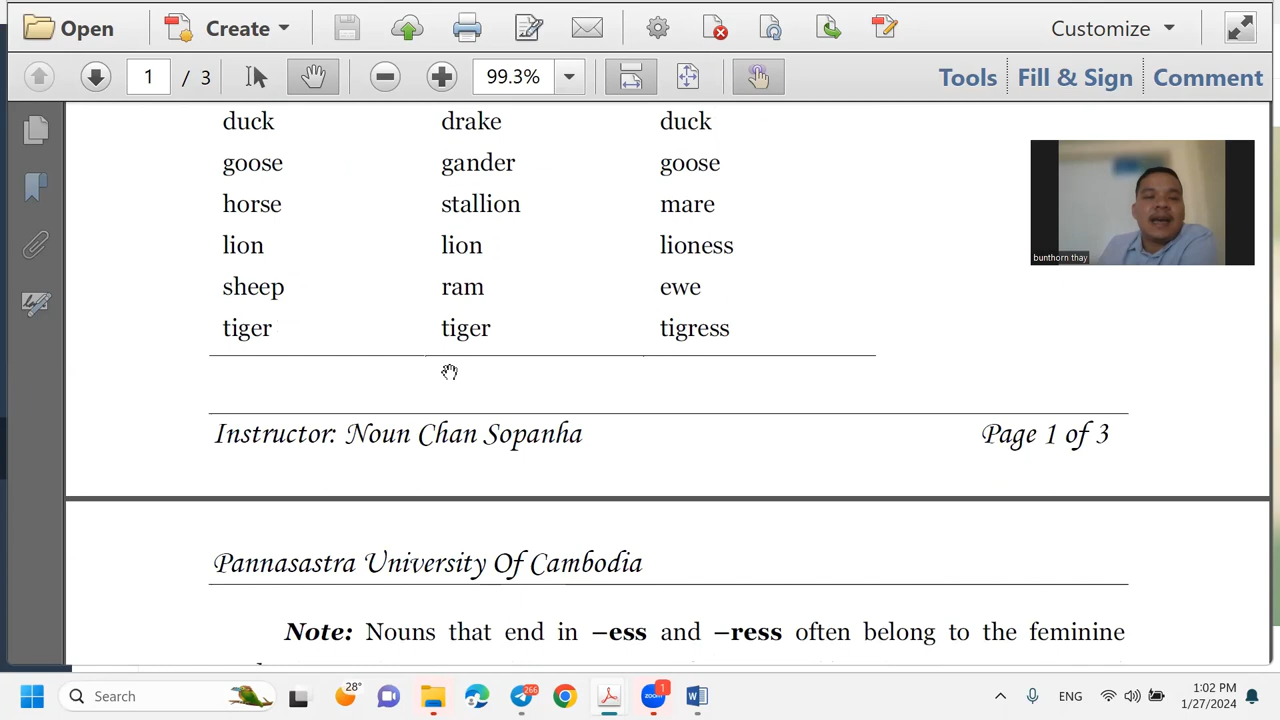 Open Create Customize
1 / 3 99.3% Tools Fill & Sign Comment
duck drake duck
goose gander goose
horse stallion mare
lion lion lioness
sheep ram ewe
tiger tiger tigress
bunthorn thay
Instructor: Noun Chan Sopanha Page 1 of 3
Pannasastra University Of Cambodia
Note: Nouns that end in –ess and –ress often belong to the feminine
Search 28° 266 1 ENG 1:02 PM
1/27/2024